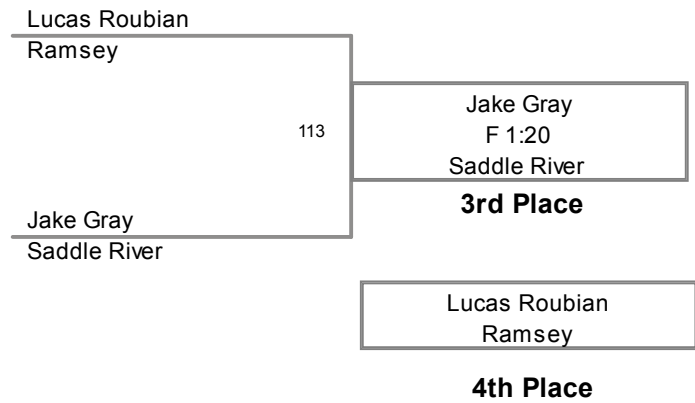 Lucas Roubian
Ramsey
113
Jake Gray
F 1:20
Saddle River
3rd Place
Jake Gray
Saddle River
Lucas Roubian
Ramsey
4th Place